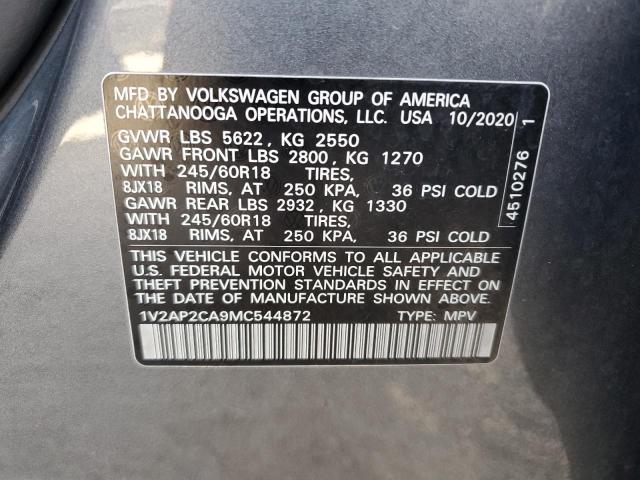 MFD BY VOLKSWAGEN GROUP OF AMERICA
CHATTANOOGA OPERATIONS, LLC. USA 10/2020
GVWR LBS 5622, KG 2550
GAWR FRONT LBS 2800, KG 1270
WITH 245/60R18 TIRES,
8JX18 RIMS, AT 250 KPA, 36 PSI COLD
GAWR REAR LBS 2932, KG 1330
WITH 245/60R18 TIRES,
8JX18 RIMS, AT 250 KPA, 36 PSI COLD
THIS VEHICLE CONFORMS TO ALL APPLICABLE
U.S. FEDERAL MOTOR VEHICLE SAFETY AND
THEFT PREVENTION STANDARDS IN EFFECT ON
THE DATE OF MANUFACTURE SHOWN ABOVE.
1V2AP2CA9MC544872 TYPE: MPV
4510276 1